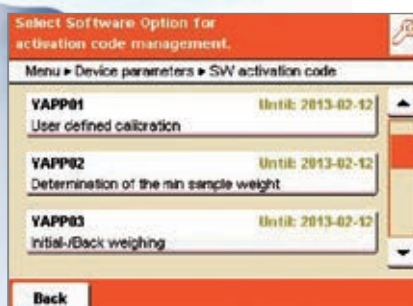 Select Software Option for
activation code management.
Menu ▸ Device parameters ▸ SW activation code
YAPP01 Until: 2013-02-12
User defined calibration
YAPP02 Until: 2013-02-12
Determination of the min sample weight
YAPP03 Until: 2013-02-12
Initial-/Back weighing
Back